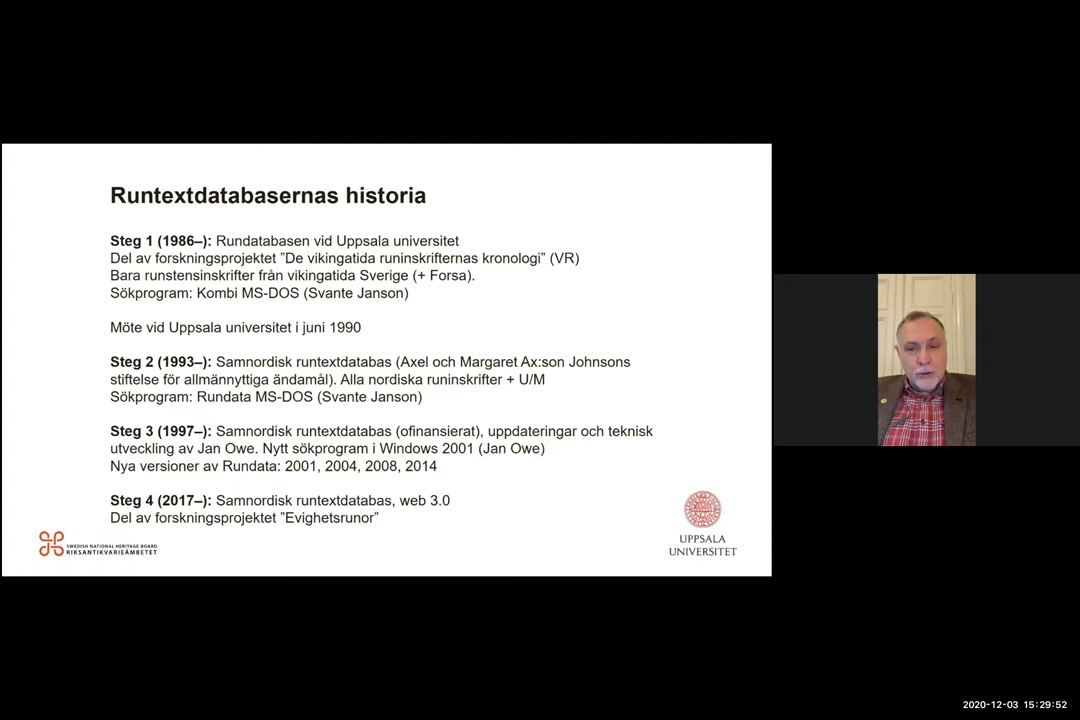 Runtextdatabasernas historia
Steg 1 (1986–): Rundatabasen vid Uppsala universitet
Del av forskningsprojektet ”De vikingatida runinskrifternas kronologi” (VR)
Bara runstensinskrifter från vikingatida Sverige (+ Forsa).
Sökprogram: Kombi MS-DOS (Svante Janson)
Möte vid Uppsala universitet i juni 1990
Steg 2 (1993–): Samnordisk runtextdatabas (Axel och Margaret Ax:son Johnsons
stiftelse för allmännyttiga ändamål). Alla nordiska runinskrifter + U/M
Sökprogram: Rundata MS-DOS (Svante Janson)
Steg 3 (1997–): Samnordisk runtextdatabas (ofinansierat), uppdateringar och teknisk
utveckling av Jan Owe. Nytt sökprogram i Windows 2001 (Jan Owe)
Nya versioner av Rundata: 2001, 2004, 2008, 2014
Steg 4 (2017–): Samnordisk runtextdatabas, web 3.0
Del av forskningsprojektet ”Evighetsrunor”
SWEDISH NATIONAL HERITAGE BOARD
RIKSANTIKVARIEÄMBETET
UPPSALA
UNIVERSITET
2020-12-03 15:29:52